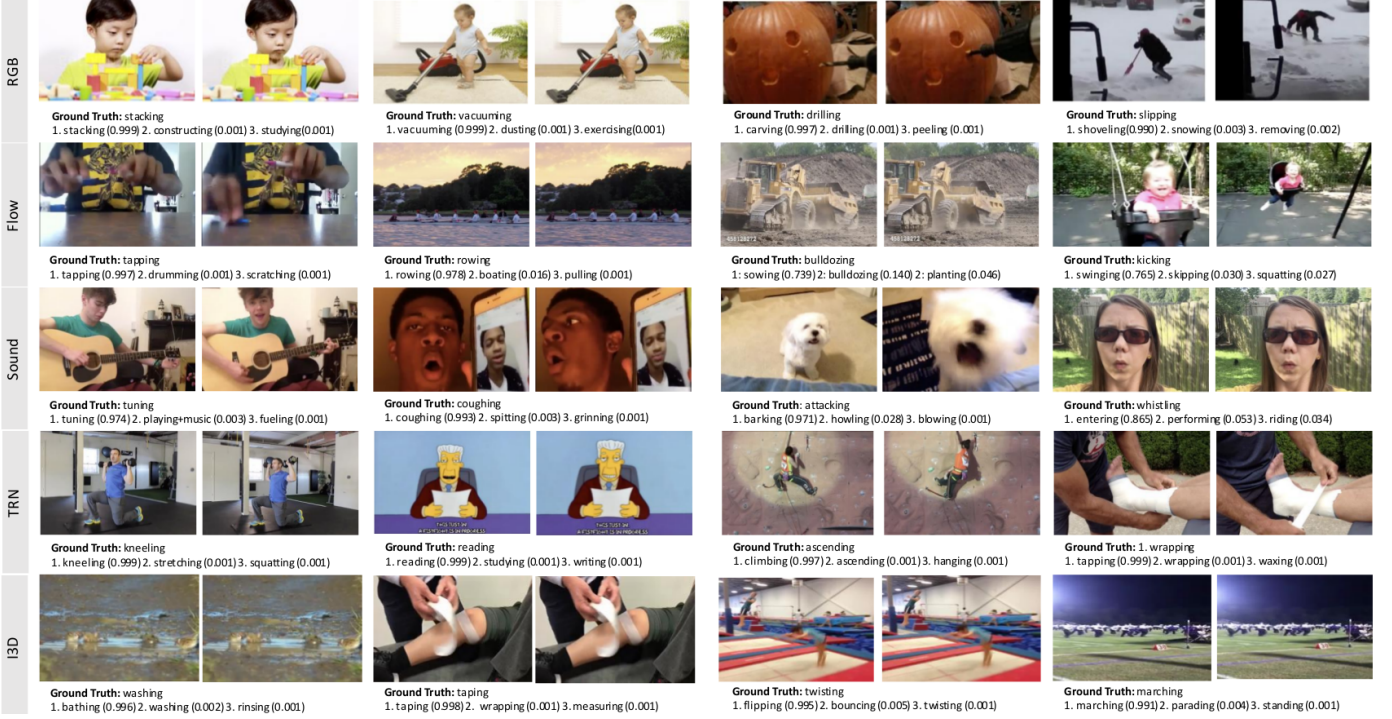 RGB
Ground Truth: stacking
1. stacking (0.999) 2. constructing (0.001) 3. studying(0.001)
Ground Truth: vacuuming
1. vacuuming (0.999) 2. dusting (0.001) 3.exercising(0.001)
Ground Truth: drilling
1. carving (0.997) 2. drilling (0.001) 3. peeling (0.001)
Ground Truth: slipping
1. shoveling(0.990) 2. snowing (0.003) 3. removing (0.002)
Flow
Ground Truth: tapping
1. tapping (0.997) 2. drumming (0.001) 3. scratching (0.001)
Ground Truth: rowing
1. rowing (0.978) 2. boating (0.016) 3. pulling (0.001)
Ground Truth: bulldozing
1: sowing (0.739) 2: bulldozing (0.140) 2: planting (0.046)
Ground Truth: kicking
1. swinging (0.765) 2. skipping (0.030) 3. squatting (0.027)
Sound
Ground Truth: tuning
1. tuning (0.974) 2. playing+music (0.003) 3. fueling (0.001)
Ground Truth: coughing
1. coughing (0.993) 2. spitting (0.003) 3. grinning (0.001)
Ground Truth: attacking
1. barking (0.971) 2. howling (0.028) 3. blowing (0.001)
Ground Truth: whistling
1. entering (0.865) 2. performing (0.053) 3. riding (0.034)
TRN
Ground Truth: kneeling
1. kneeling (0.999) 2. stretching (0.001) 3. squatting (0.001)
Ground Truth: reading
1. reading (0.999) 2. studying (0.001) 3. writing (0.001)
Ground Truth: ascending
1. climbing (0.997) 2. ascending (0.001) 3. hanging (0.001)
Ground Truth: 1. wrapping
1. tapping (0.999) 2. wrapping (0.001) 3. waxing (0.001)
I3D
Ground Truth: washing
1. bathing (0.996) 2. washing (0.002) 3. rinsing (0.001)
Ground Truth: taping
1. taping (0.998) 2. wrapping (0.001) 3. measuring (0.001)
Ground Truth: twisting
1. flipping (0.995) 2. bouncing (0.005) 3. twisting (0.001)
Ground Truth: marching
1. marching (0.991) 2. parading (0.004) 3. standing (0.001)